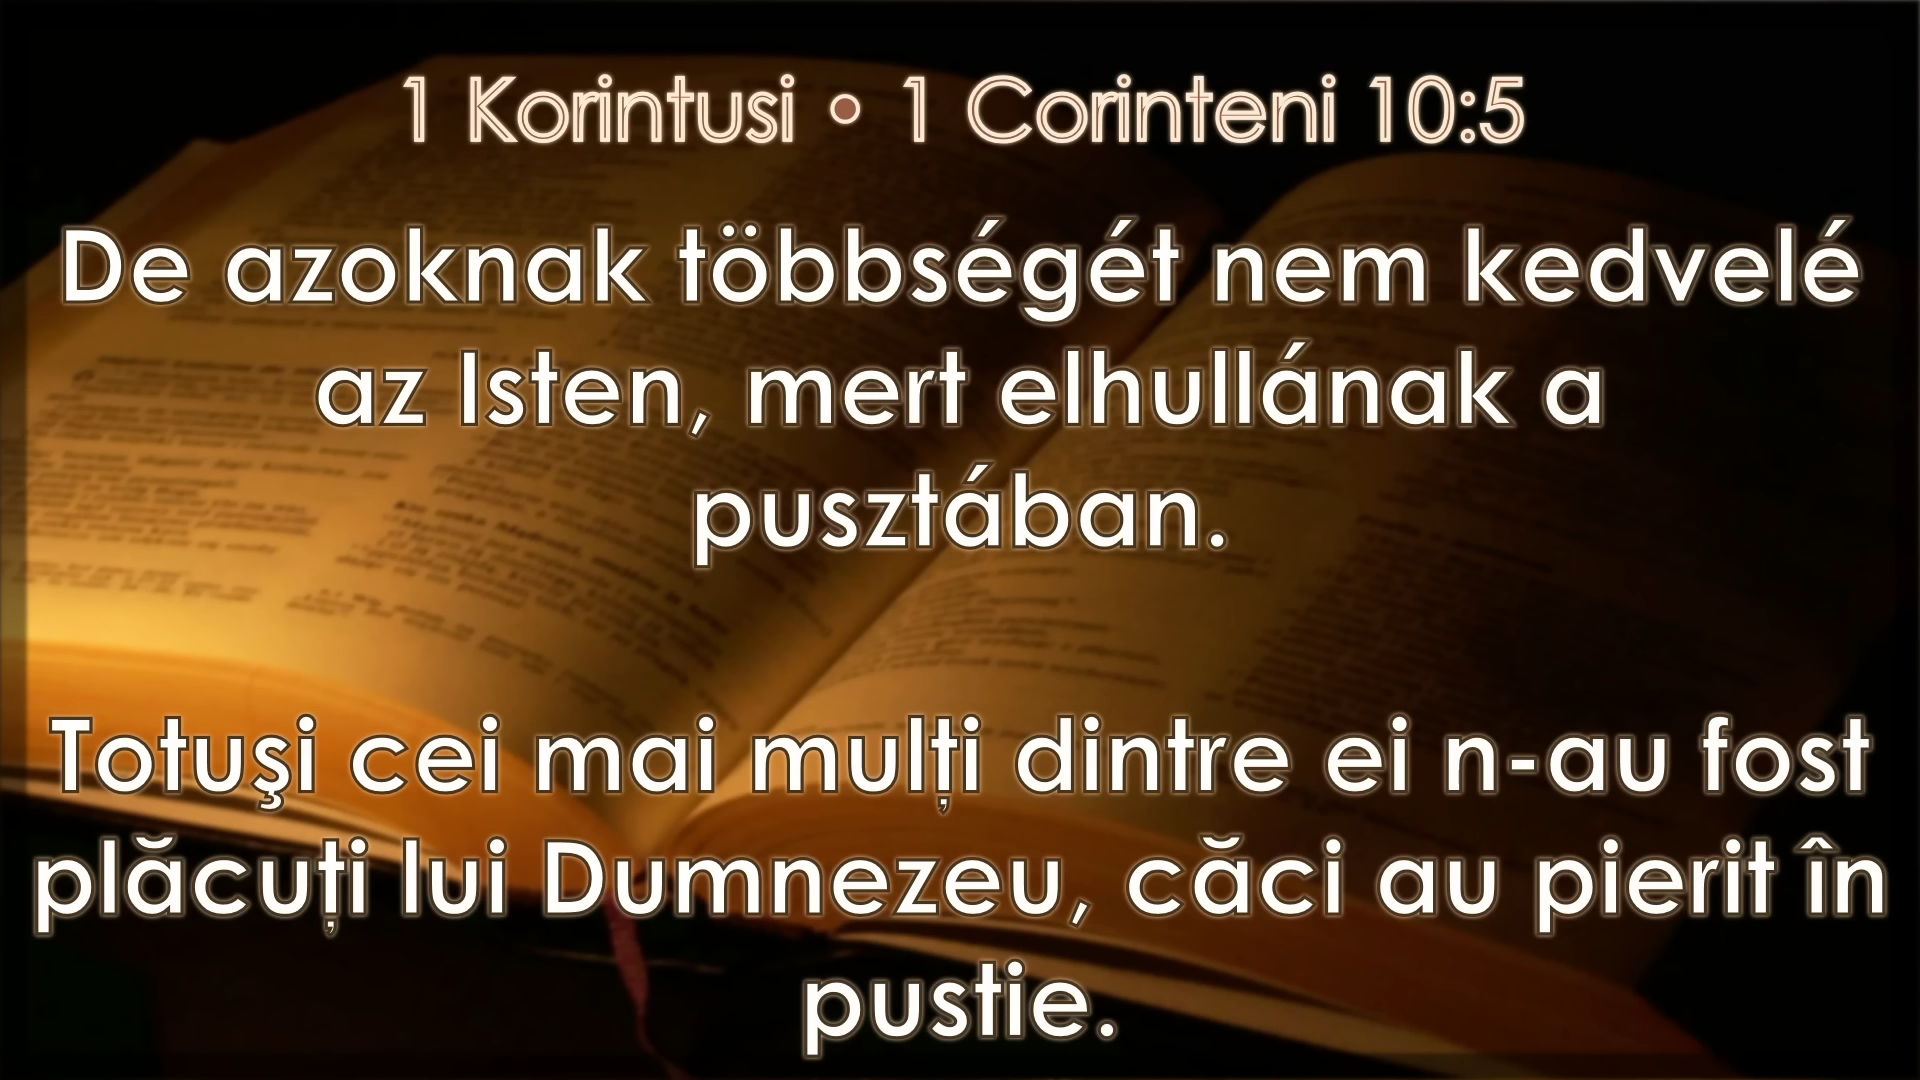 1 Korintusi • 1 Corinteni 10:5
De azoknak többségét nem kedvelé
az Isten, mert elhullának a
pusztában.
Totuşi cei mai mulți dintre ei n-au fost
plăcuți lui Dumnezeu, căci au pierit în
pustie.